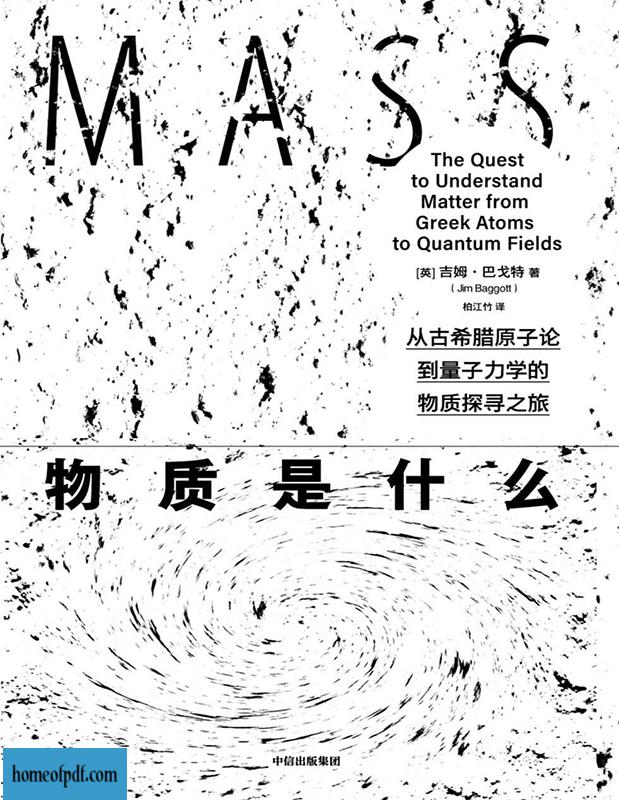 MASS
The Quest
to Understand
Matter from
Greek Atoms
to Quantum Fields
[英] 吉姆·巴戈特 著
（Jim Baggott）
柏江竹 译
从古希腊原子论
到量子力学的
物质探寻之旅
物质是什么
中信出版集团
homeofpdf.com